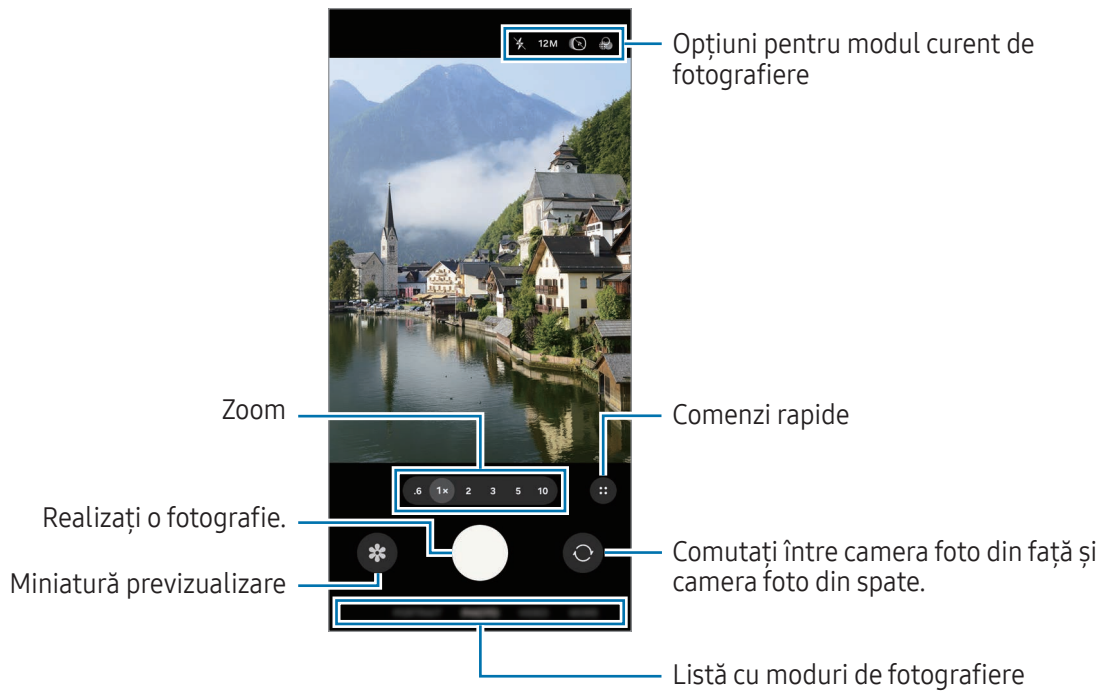 12M
Opțiuni pentru modul curent de
fotografiere
Zoom
Comenzi rapide
.6 1× 2 3 5 10
Realizați o fotografie.
Comutați între camera foto din față și
camera foto din spate.
Miniatură previzualizare
Listă cu moduri de fotografiere